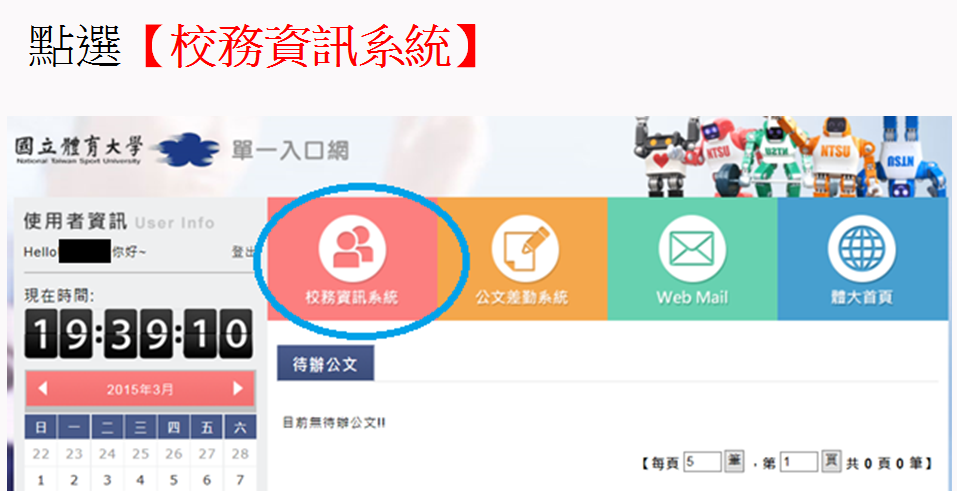 點選【校務資訊系統】
國立體育大學
National Taiwan Sport University
單一入口網
NTSU
NTSU
NTSU
NTSU
使用者資訊 User Info
Hello 你好~ 登出
現在時間:
19:39:10
2015年3月
日 一 二 三 四 五 六
22 23 24 25 26 27 28
1 2 3 4 5 6 7
校務資訊系統
公文差勤系統
Web Mail
體大首頁
待辦公文
目前無待辦公文!!
【每頁 5 筆 ,第 1 頁 共 0 頁 0 筆】